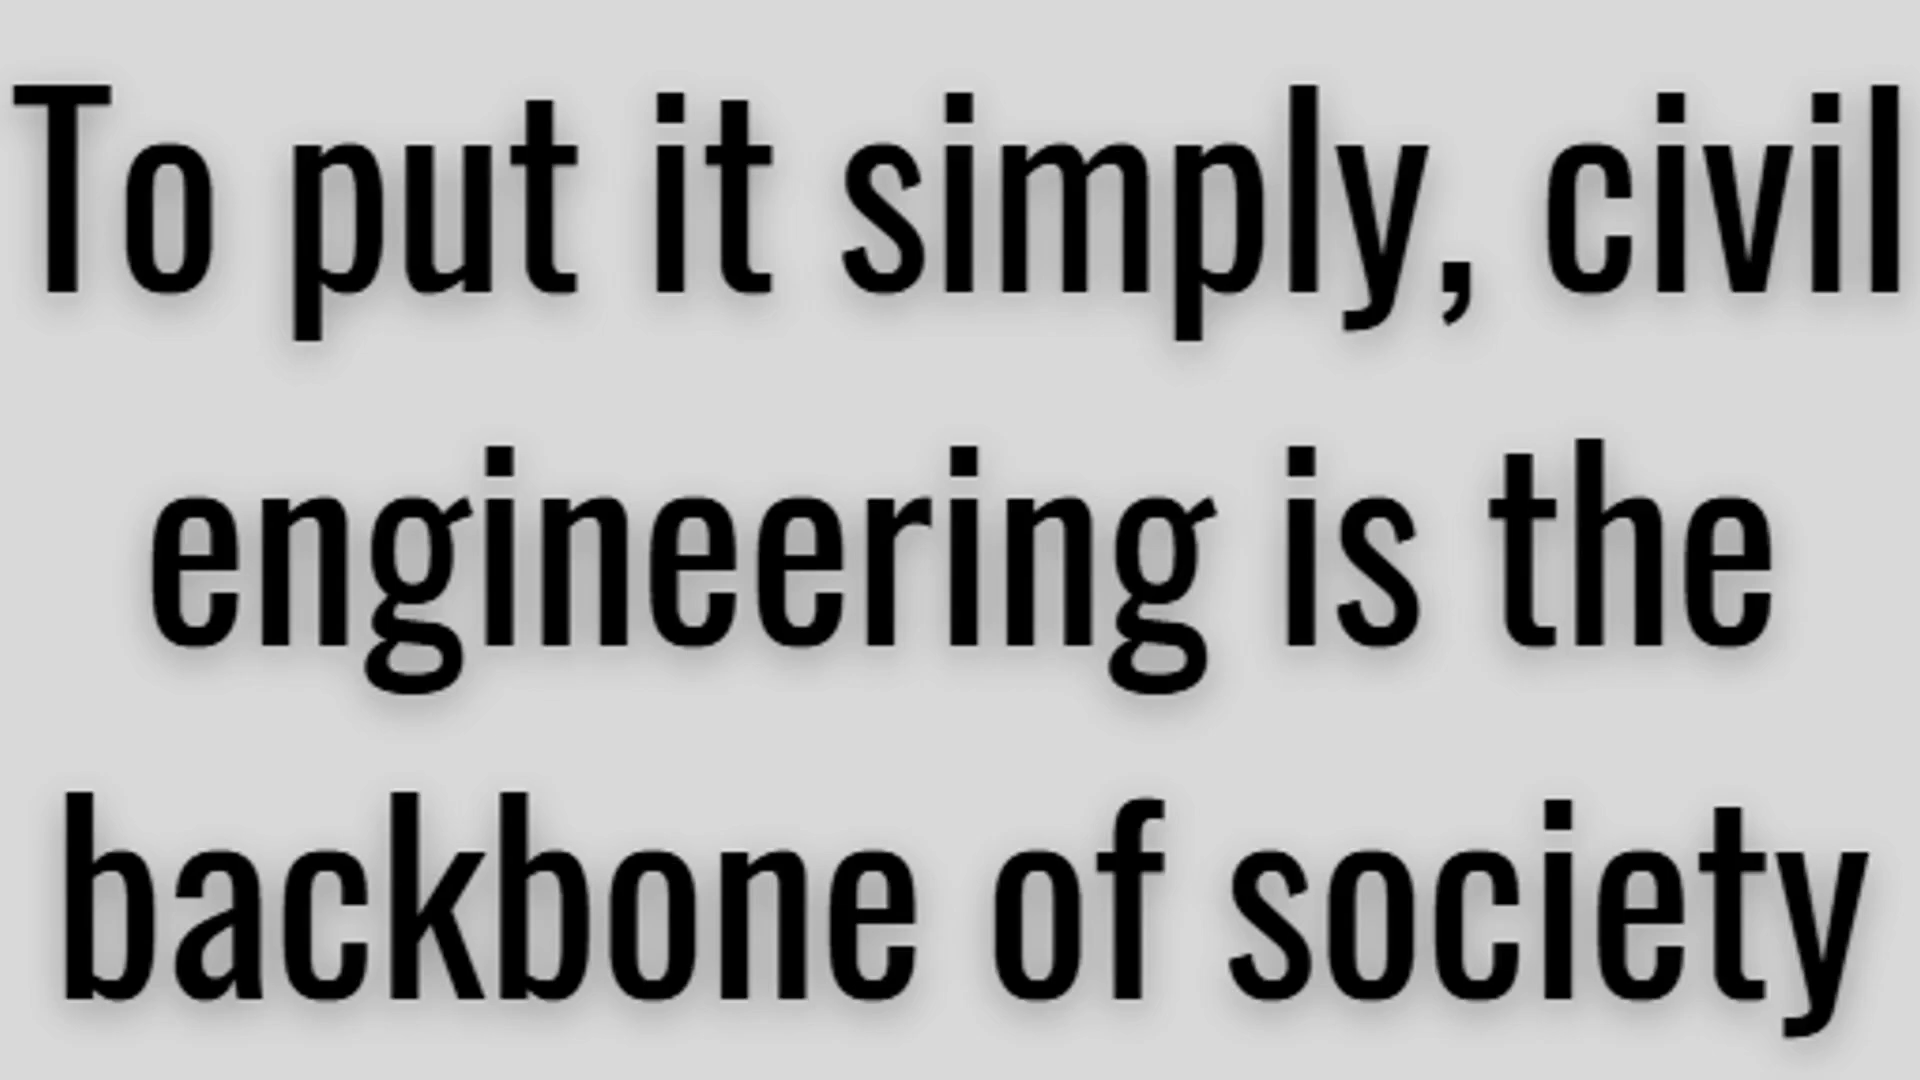 To put it simply, civil
engineering is the
backbone of society